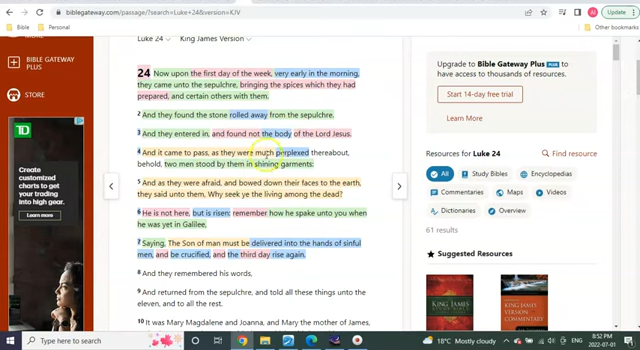 biblegateway.com/passage/?search=Luke+24&version=KJV
Update
Bible
Personal
BIBLE GATEWAY
PLUS
STORE
TD
Create
customized
stock alerts
to get your
trading into
high gear.
Learn more
Luke 24
King James Version
24 Now upon the first day of the week, very early in the morning,
they came unto the sepulchre, bringing the spices which they had
prepared, and certain others with them.
2 And they found the stone rolled away from the sepulchre.
3 And they entered in, and found not the body of the Lord Jesus.
4 And it came to pass, as they were much perplexed thereabout,
behold, two men stood by them in shining garments:
5 And as they were afraid, and bowed down their faces to the earth,
they said unto them, Why seek ye the living among the dead?
6 He is not here, but is risen: remember how he spake unto you when
he was yet in Galilee,
7 Saying, The Son of man must be delivered into the hands of sinful
men, and be crucified, and the third day rise again.
8 And they remembered his words,
9 And returned from the sepulchre, and told all these things unto the
eleven, and to all the rest.
10 It was Mary Magdalene and Joanna, and Mary the mother of James,
Upgrade to Bible Gateway Plus PLUS to
have access to thousands of resources.
Start 14-day free trial
Learn More
Resources for Luke 24
Find resource
All
Study Bibles
Encyclopedias
Commentaries
Maps
Videos
Dictionaries
Overview
61 results
Suggested Resources
KING JAMES
KING JAMES
VERSION
COMMENTARY
Type here to search
18°C Mostly cloudy
8:52 PM
2022-07-01